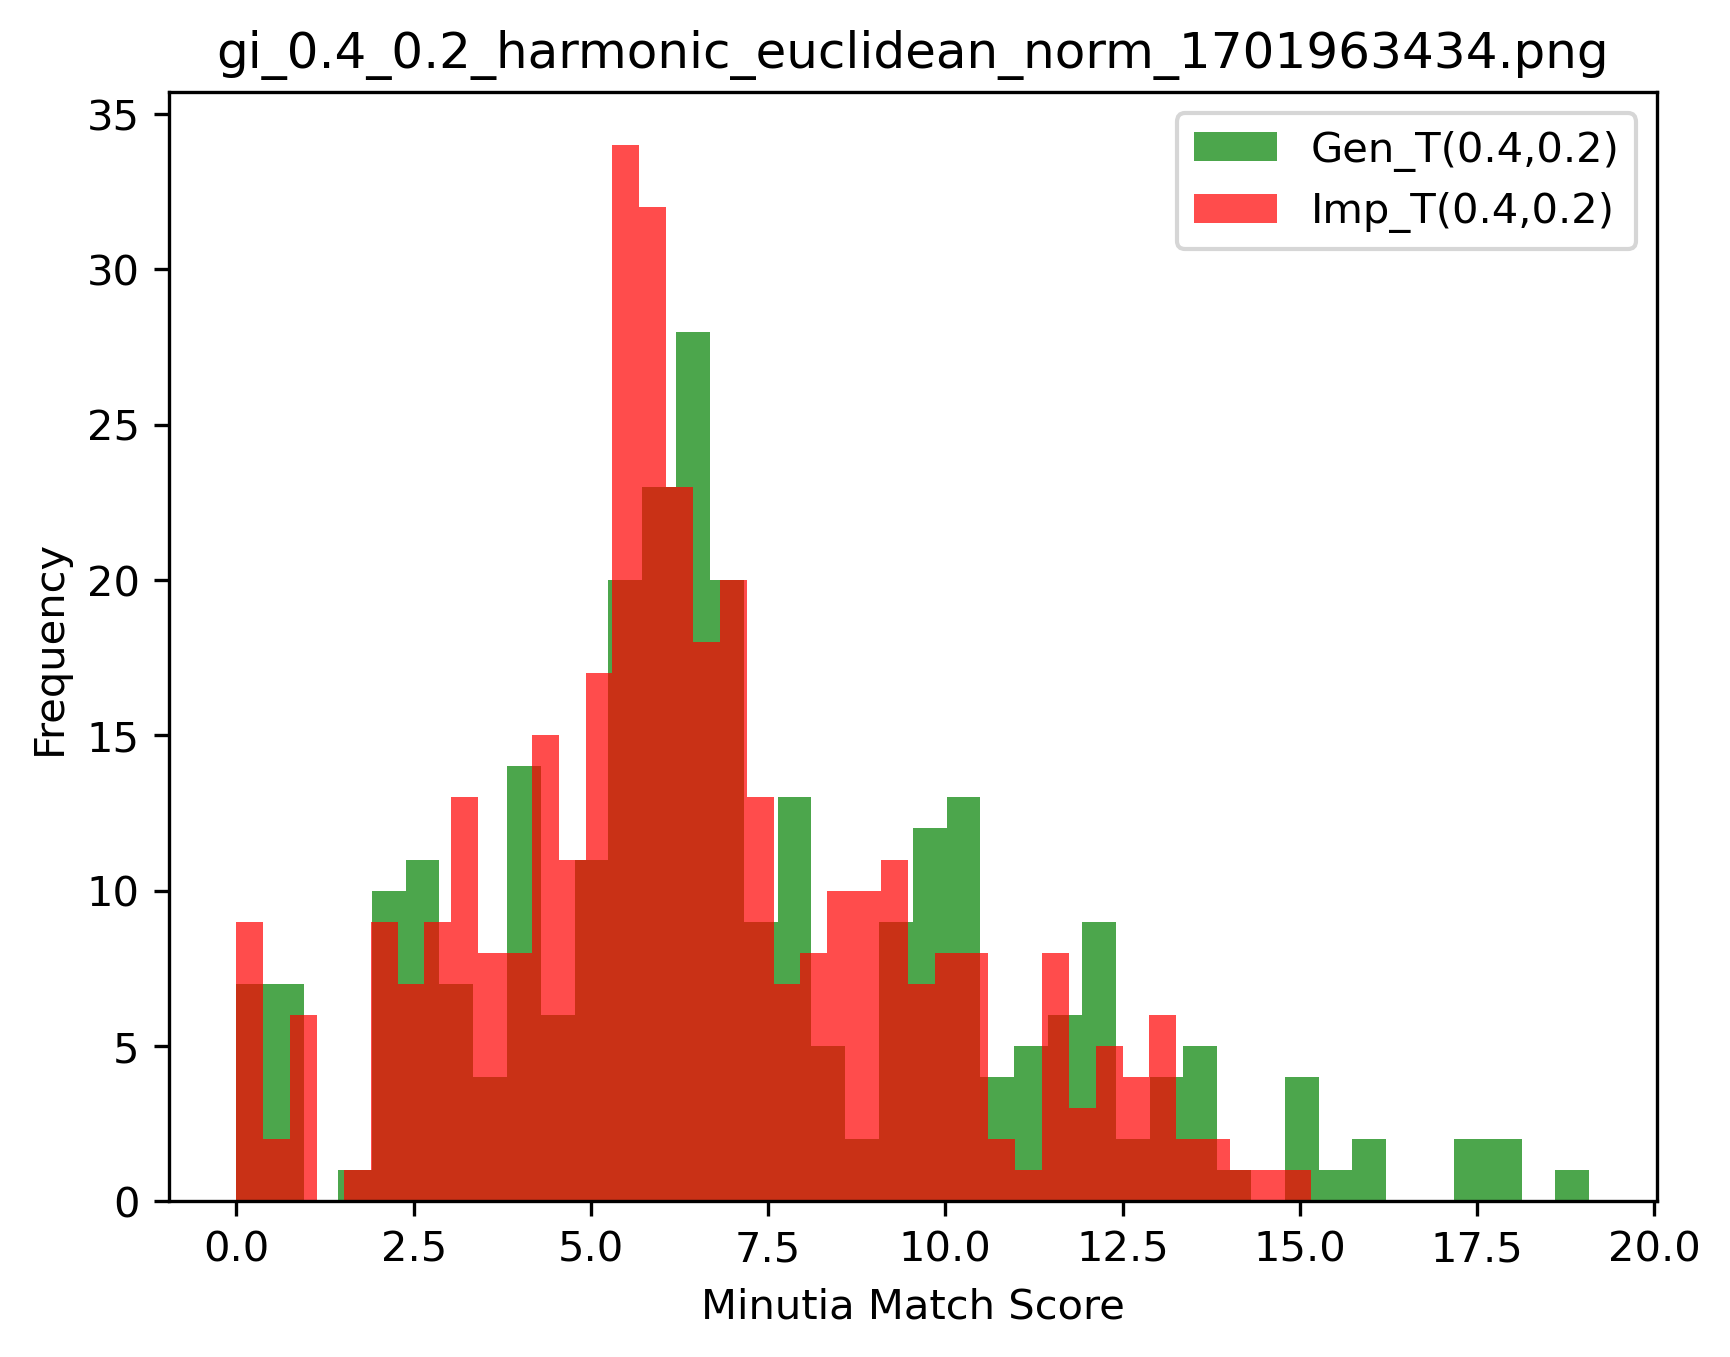 gi_0.4_0.2_harmonic_euclidean_norm_1701963434.png
Gen_T(0.4,0.2)
Imp_T(0.4,0.2)
Frequency
35
30
25
20
15
10
5
0
0.0 2.5 5.0 7.5 10.0 12.5 15.0 17.5 20.0
Minutia Match Score